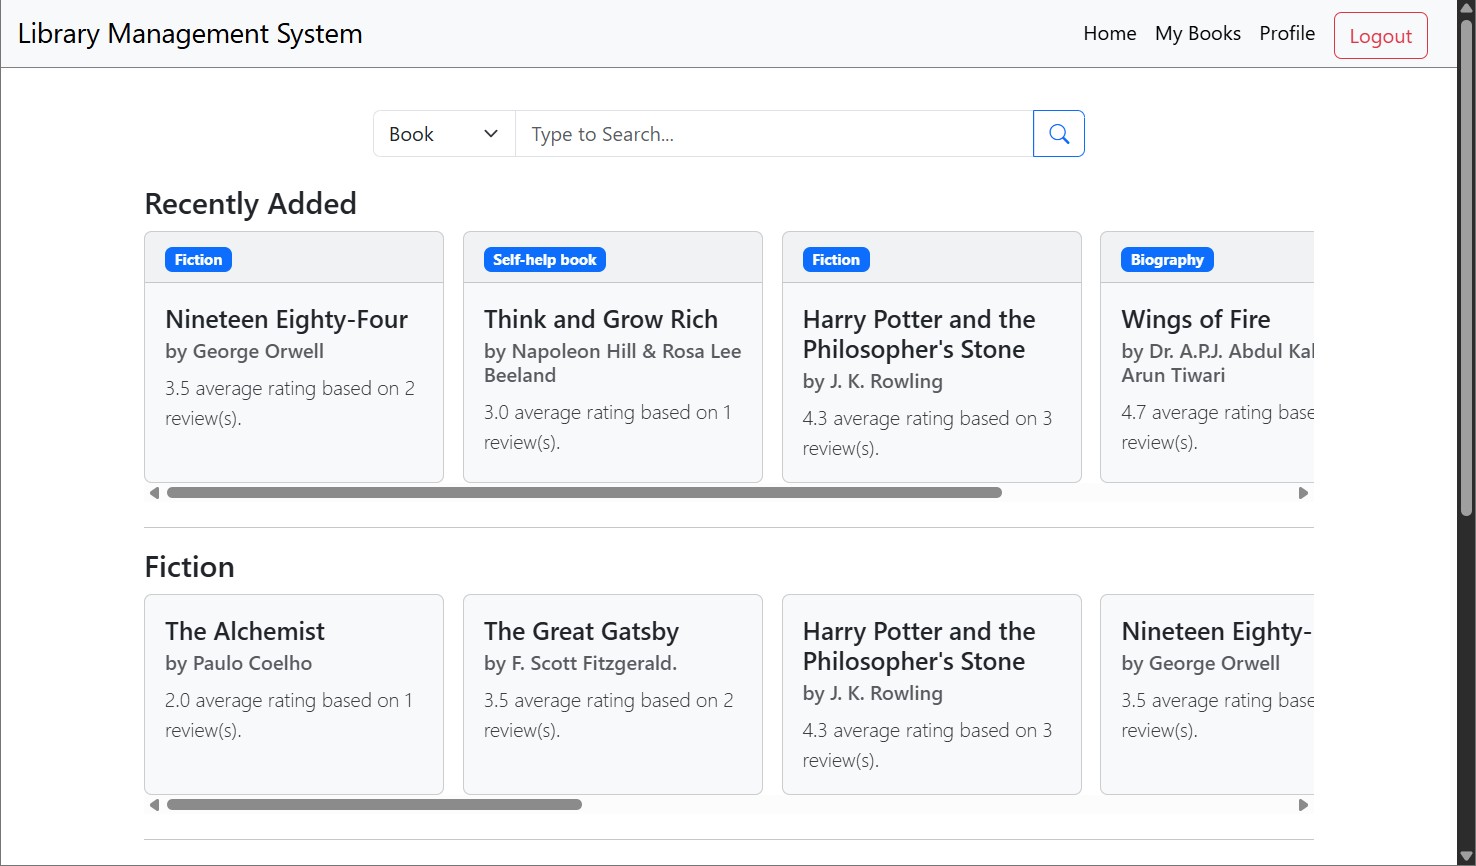 Library Management System
Home My Books Profile Logout
Book Type to Search...
Recently Added
Fiction
Nineteen Eighty-Four
by George Orwell
3.5 average rating based on 2
review(s).
Self-help book
Think and Grow Rich
by Napoleon Hill & Rosa Lee
Beeland
3.0 average rating based on 1
review(s).
Fiction
Harry Potter and the
Philosopher's Stone
by J. K. Rowling
4.3 average rating based on 3
review(s).
Biography
Wings of Fire
by Dr. A.P.J. Abdul
Arun Tiwari
4.7 average rating
review(s).
Fiction
The Alchemist
by Paulo Coelho
2.0 average rating based on 1
review(s).
The Great Gatsby
by F. Scott Fitzgerald.
3.5 average rating based on 2
review(s).
Harry Potter and the
Philosopher's Stone
by J. K. Rowling
4.3 average rating based on 3
review(s).
Nineteen Eighty-
by George Orwell
3.5 average rating
review(s).